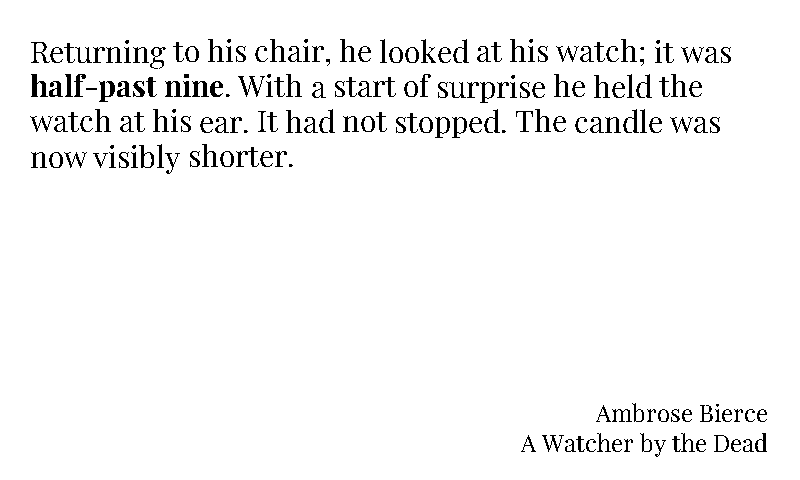 Returning to his chair, he looked at his watch; it was
half-past nine. With a start of surprise he held the
watch at his ear. It had not stopped. The candle was
now visibly shorter.
Ambrose Bierce
A Watcher by the Dead